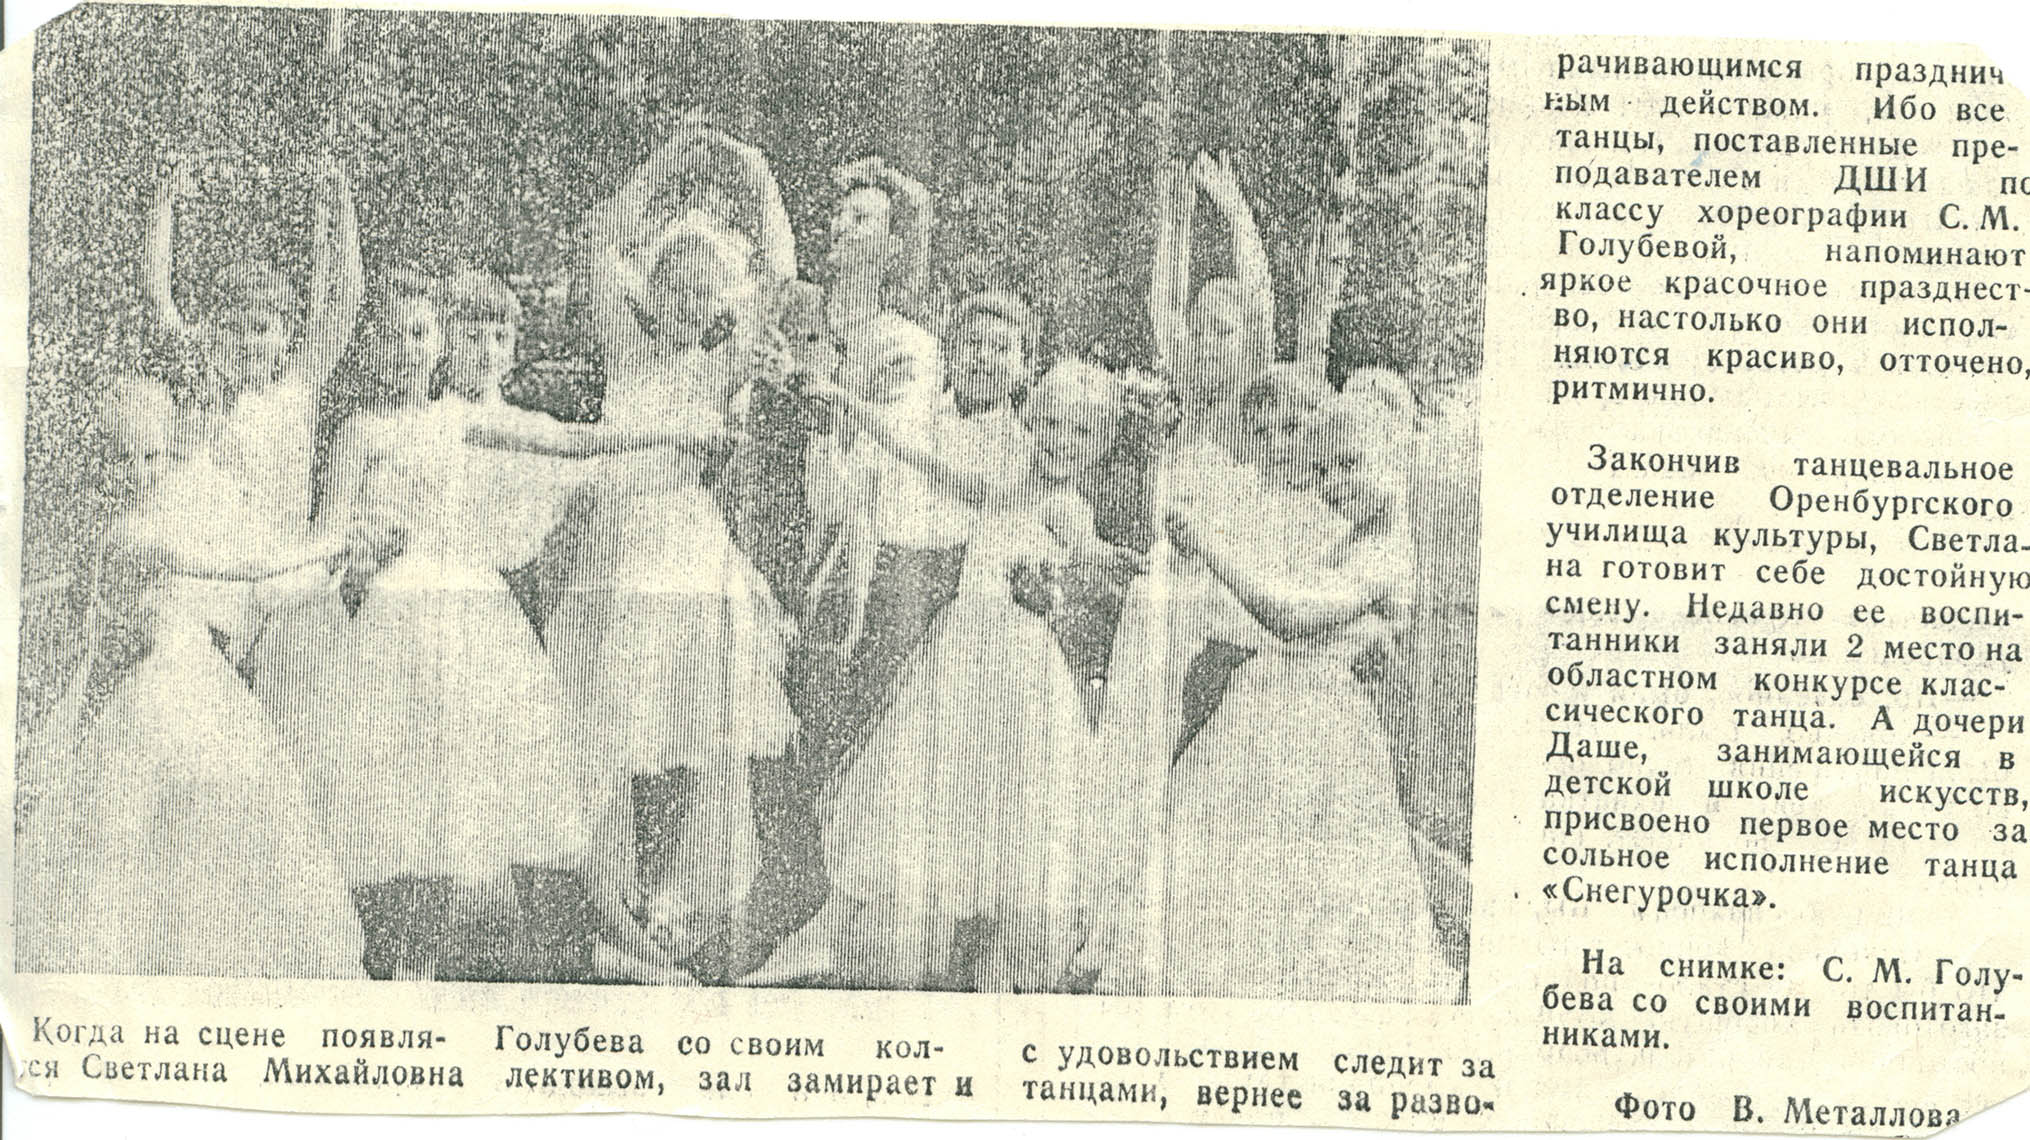 Когда на сцене появля-
ся Светлана Михайловна
Голубева со своим кол-
лективом, зал замирает и
с удовольствием следит за
танцами, вернее за разво-
рачивающимся празднич
ным действом. Ибо все
танцы, поставленные пре-
подавателем ДШИ по
классу хореографии С. М.
Голубевой, напоминают
яркое красочное празднест-
во, настолько они испол-
няются красиво, отточено,
ритмично.
Закончив танцевальное
отделение Оренбургского
училища культуры, Светла-
на готовит себе достойную
смену. Недавно ее воспи-
танники заняли 2 место на
областном конкурсе клас-
сического танца. А дочери
Даше, занимающейся в
детской школе искусств,
присвоено первое место за
сольное исполнение танца
«Снегурочка».
На снимке: С. М. Голу-
бева со своими воспитан-
никами.
Фото В. Металлова